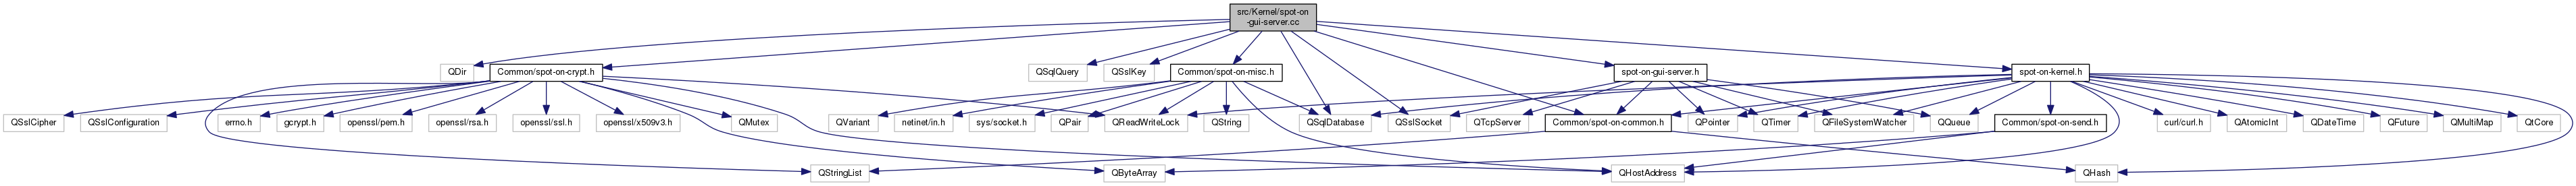 src/Kernel/spot-on
-gui-server.cc
QDir
Common/spot-on-crypt.h
QSqlQuery
QSslKey
Common/spot-on-misc.h
spot-on-gui-server.h
spot-on-kernel.h
QSslCipher
QSslConfiguration
errno.h
gcrypt.h
openssl/pem.h
openssl/rsa.h
openssl/ssl.h
openssl/x509v3.h
QMutex
QVariant
netinet/in.h
sys/socket.h
QPair
QReadWriteLock
QString
QSqlDatabase
QSslSocket
QTcpServer
Common/spot-on-common.h
QPointer
QTimer
QFileSystemWatcher
QQueue
Common/spot-on-send.h
curl/curl.h
QAtomicInt
QDateTime
QFuture
QMultiMap
QtCore
QStringList
QByteArray
QHostAddress
QHash